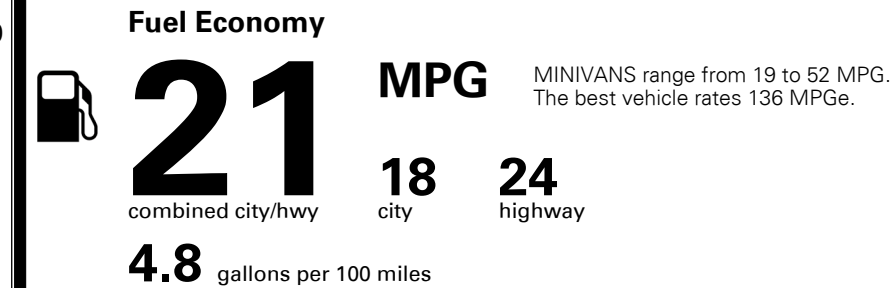 Fuel Economy
21 MPG
MINIVANS range from 19 to 52 MPG.
The best vehicle rates 136 MPGe.
18 24
combined city/hwy city highway
4.8 gallons per 100 miles